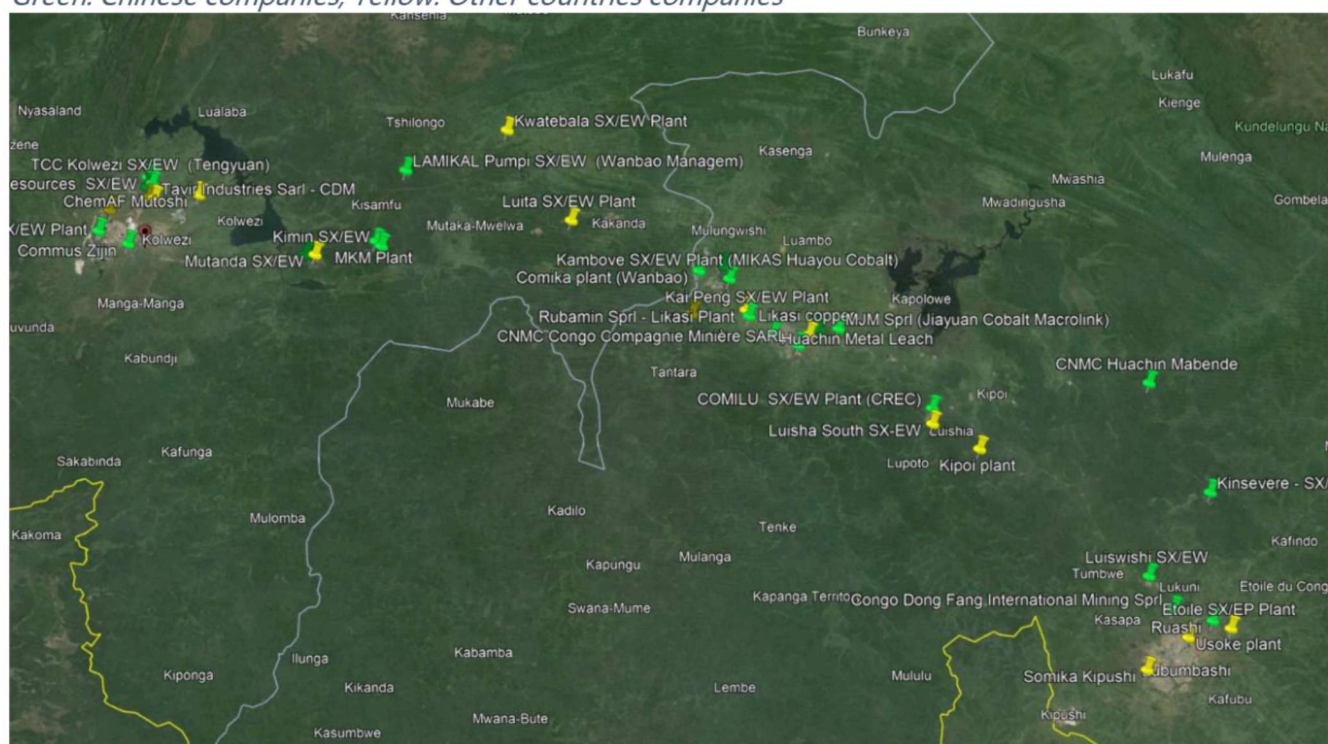 Green: Chinese companies, Yellow: Other countries companies
Kansenia
Bunkeya
Lukafu
Nyasaland
Lualaba
Tshilongo
Kwatebala SX/EW Plant
Kienge
Kundelungu Na
zene
Kasenga
Mulenga
TCC Kolwezi SX/EW (Tengyuan)
LAMIKAL Pumpi SX/EW (Wanbao Managem)
Mwashia
esources SX/EW
Tavir Industries Sarl - CDM
ChemAF Mutoshi
Kisamfu
Luita SX/EW Plant
Mwadingusha
Gombela
X/EW Plant
Kolwezi
Kolwezi
Mutaka-Mwelwa
Kakanda
Mulungwishi
Commus Zijin
Kimin SX/EW
Luambo
Mutanda SX/EW
MKM Plant
Kambove SX/EW Plant (MIKAS Huayou Cobalt)
Comika plant (Wanbao)
Manga-Manga
Kai Peng SX/EW Plant
Kapolowe
uvunda
Rubamin Sprl - Likasi Plant
Likasi copper
MJM Sprl (Jiayuan Cobalt Macrolink)
CNMC Congo Compagnie Minière SARL
Huachin Metal Leach
Kabundji
Tantara
CNMC Huachin Mabende
Mukabe
COMILU SX/EW Plant (CREC)
Kipoi
Luisha South SX-EW
Luishia
Kafunga
Sakabinda
Lupoto
Kipoi plant
Kinsevere - SX/
Kadilo
Mulomba
Tenke
Kakoma
Kafindo
Kapungu
Mulanga
Luiswishi SX/EW
Tumbwe
Lukuni
Etoile du Cong
Swana-Mume
Kapanga Territo
Congo Dong Fang International Mining Sprl
Etoile SX/EP Plant
Kasapa
Ruashi
Usoke plant
Kabamba
Ilunga
Kiponga
Kikanda
Lembe
Mululu
Somika Kipushi
Lubumbashi
Kafubu
Mwana-Bute
Kipushi
Kasumbwe